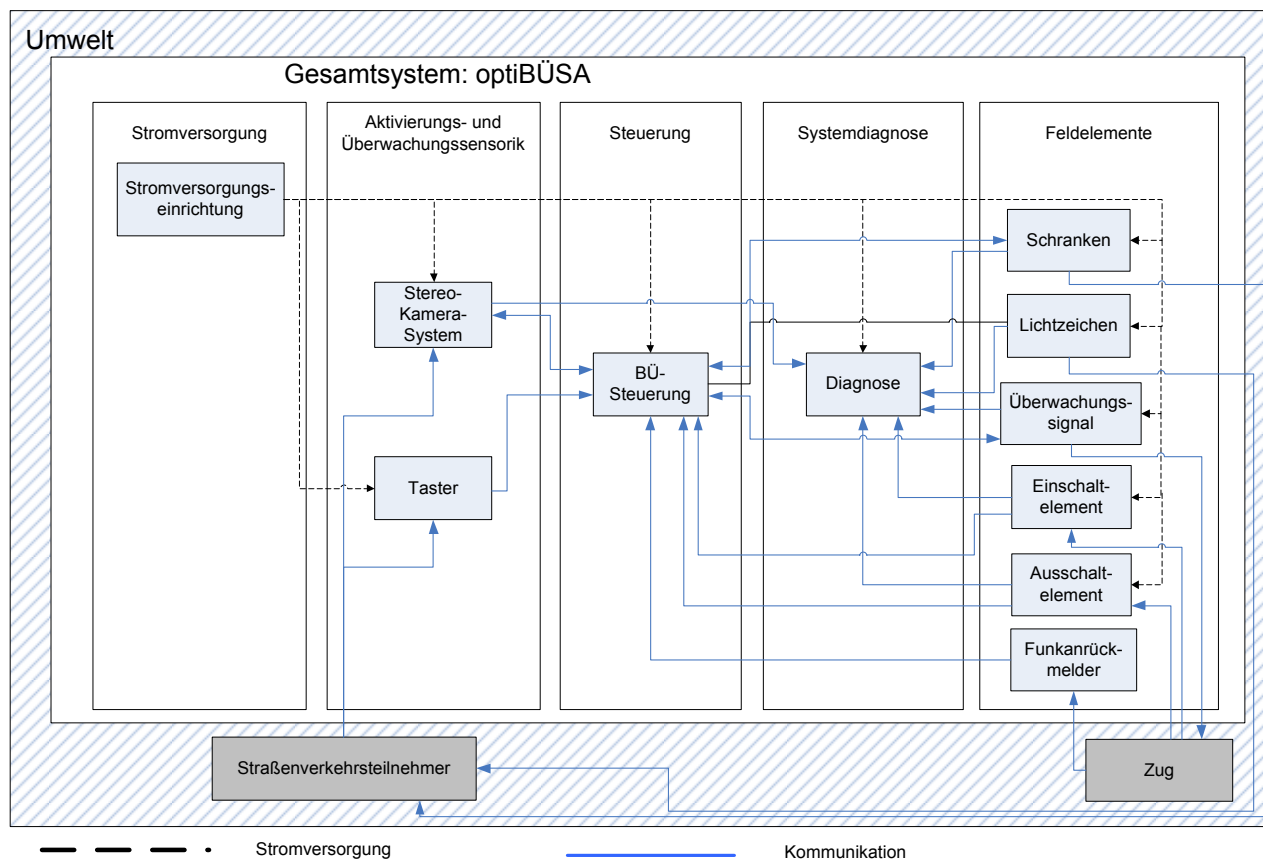 Umwelt
Gesamtsystem: optiBÜSA
Stromversorgung
Aktivierungs- und
Überwachungssensorik
Steuerung
Systemdiagnose
Feldelemente
Stromversorgungs-
einrichtung
Schranken
Stereo-
Kamera-
System
Lichtzeichen
BÜ-
Steuerung
Diagnose
Überwachungs-
signal
Taster
Einschalt-
element
Ausschalt-
element
Funkanrück-
melder
Straßenverkehrsteilnehmer
Zug
Stromversorgung
Kommunikation